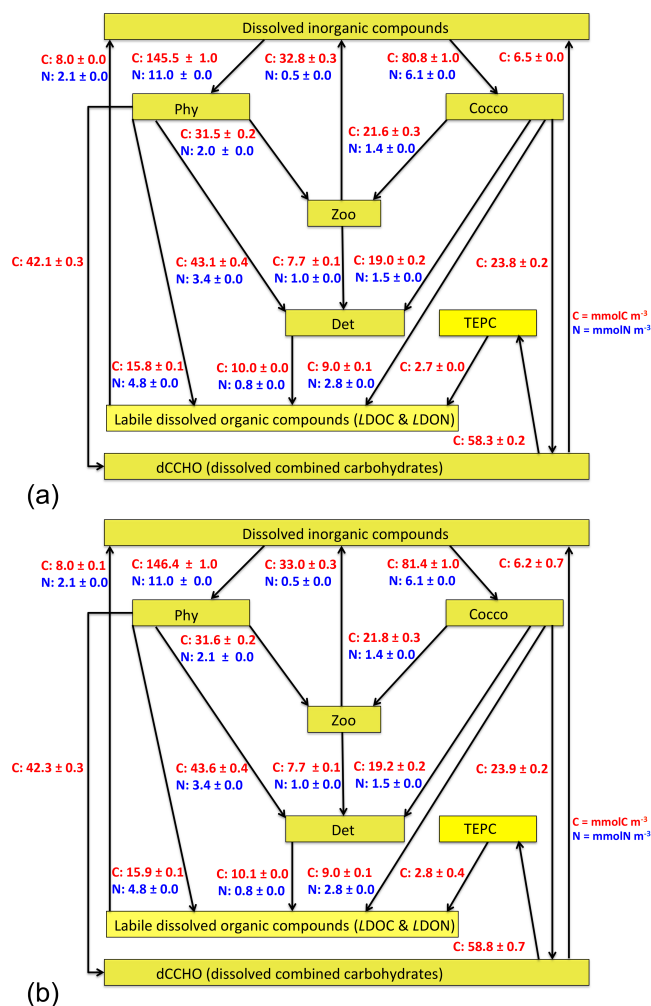 Dissolved inorganic compounds
C: 8.0 ± 0.0
N: 2.1 ± 0.0
C: 145.5 ± 1.0
N: 11.0 ± 0.0
C: 32.8 ± 0.3
N: 0.5 ± 0.0
C: 80.8 ± 1.0
N: 6.1 ± 0.0
C: 6.5 ± 0.0
Phy
Cocco
C: 31.5 ± 0.2
N: 2.0 ± 0.0
C: 21.6 ± 0.3
N: 1.4 ± 0.0
Zoo
C: 42.1 ± 0.3
C: 43.1 ± 0.4
N: 3.4 ± 0.0
C: 7.7 ± 0.1
N: 1.0 ± 0.0
C: 19.0 ± 0.2
N: 1.5 ± 0.0
C: 23.8 ± 0.2
Det
TEPC
C = mmolC m⁻³
N = mmolN m⁻³
C: 15.8 ± 0.1
N: 4.8 ± 0.0
C: 10.0 ± 0.0
N: 0.8 ± 0.0
C: 9.0 ± 0.1
N: 2.8 ± 0.0
C: 2.7 ± 0.0
Labile dissolved organic compounds (LDOC & LDON)
C: 58.3 ± 0.2
dCCHO (dissolved combined carbohydrates)
(a)
Dissolved inorganic compounds
C: 8.0 ± 0.1
N: 2.1 ± 0.0
C: 146.4 ± 1.0
N: 11.0 ± 0.0
C: 33.0 ± 0.3
N: 0.5 ± 0.0
C: 81.4 ± 1.0
N: 6.1 ± 0.0
C: 6.2 ± 0.7
Phy
Cocco
C: 31.6 ± 0.2
N: 2.1 ± 0.0
C: 21.8 ± 0.3
N: 1.4 ± 0.0
Zoo
C: 42.3 ± 0.3
C: 43.6 ± 0.4
N: 3.4 ± 0.0
C: 7.7 ± 0.1
N: 1.0 ± 0.0
C: 19.2 ± 0.2
N: 1.5 ± 0.0
C: 23.9 ± 0.2
Det
TEPC
C = mmolC m⁻³
N = mmolN m⁻³
C: 15.9 ± 0.1
N: 4.8 ± 0.0
C: 10.1 ± 0.0
N: 0.8 ± 0.0
C: 9.0 ± 0.1
N: 2.8 ± 0.0
C: 2.8 ± 0.4
Labile dissolved organic compounds (LDOC & LDON)
C: 58.8 ± 0.7
dCCHO (dissolved combined carbohydrates)
(b)